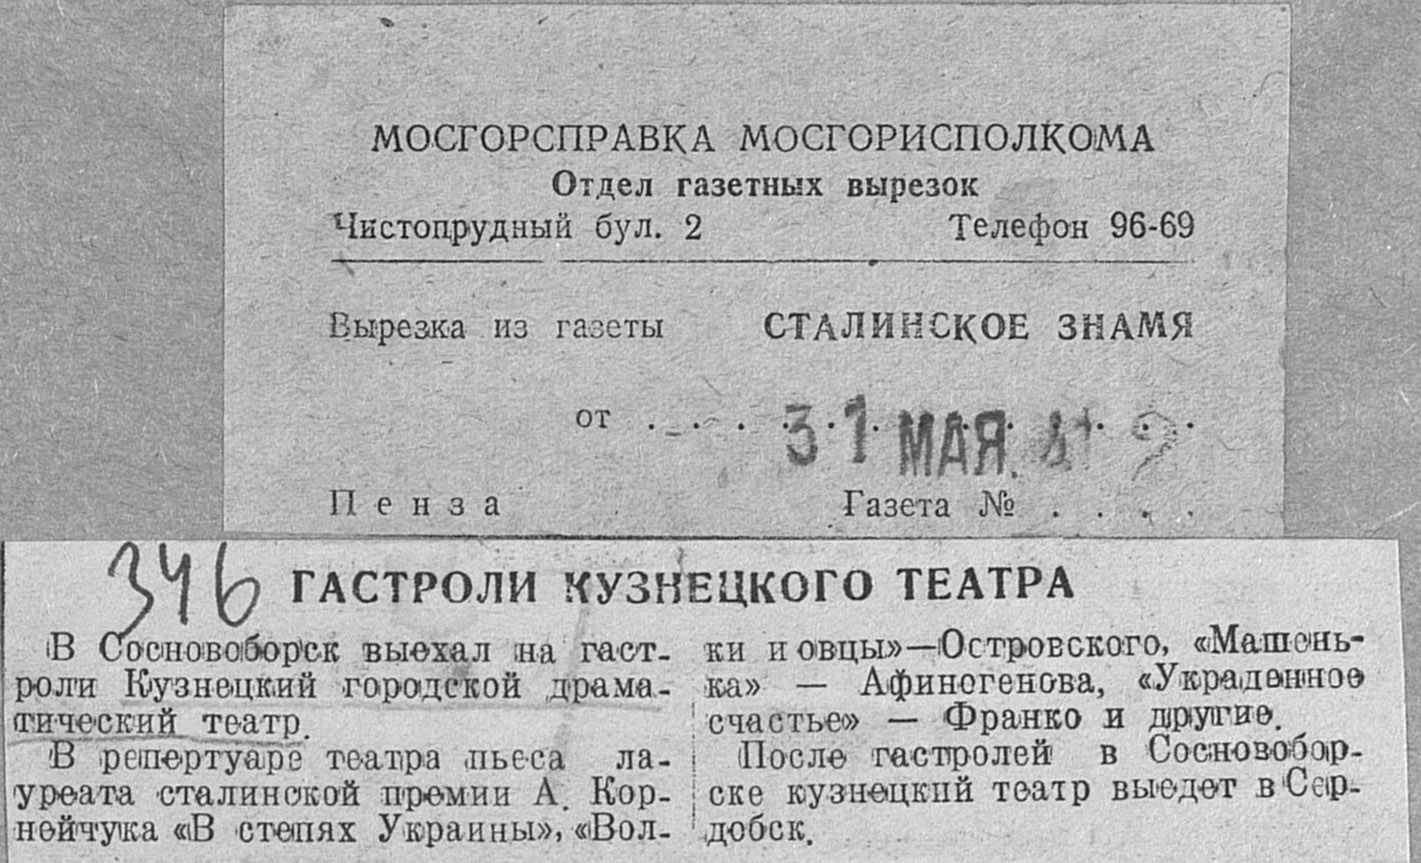 МОСГОРСПРАВКА МОСГОРИСПОЛКОМА
Отдел газетных вырезок
Чистопрудный бул. 2 Телефон 96-69
Вырезка из газеты СТАЛИНСКОЕ ЗНАМЯ
от . . . . . . . . . . . . .
31 МАЯ. 41
Пенза Газета № . . . .
346
ГАСТРОЛИ КУЗНЕЦКОГО ТЕАТРА
В Сосновоборск выехал на гаст-
роли Кузнецкий городской драма-
тический театр.
В репертуаре театра пьеса ла-
уреата сталинской премии А. Кор-
нейчука «В степях Украины», «Вол-
ки и овцы»—Островского, «Машень-
ка» — Афиногенова, «Украденное
счастье» — Франко и другие.
После гастролей в Сосновобор-
ске кузнецкий театр выедет в Сер-
добск.